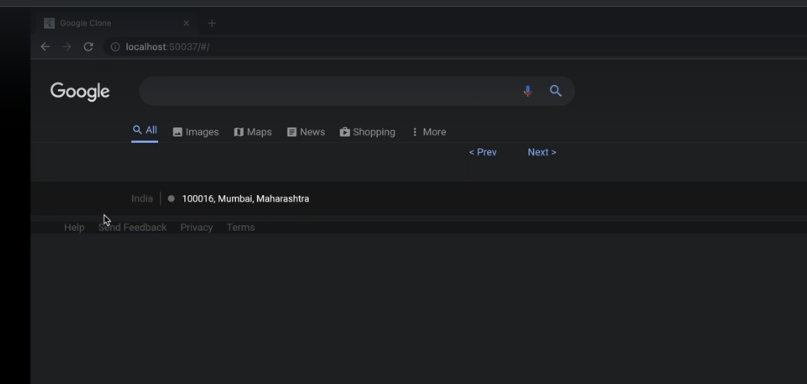 Google Clone
localhost:50037/#/
Google
All Images Maps News Shopping More
< Prev Next >
India 100016, Mumbai, Maharashtra
Help Send Feedback Privacy Terms